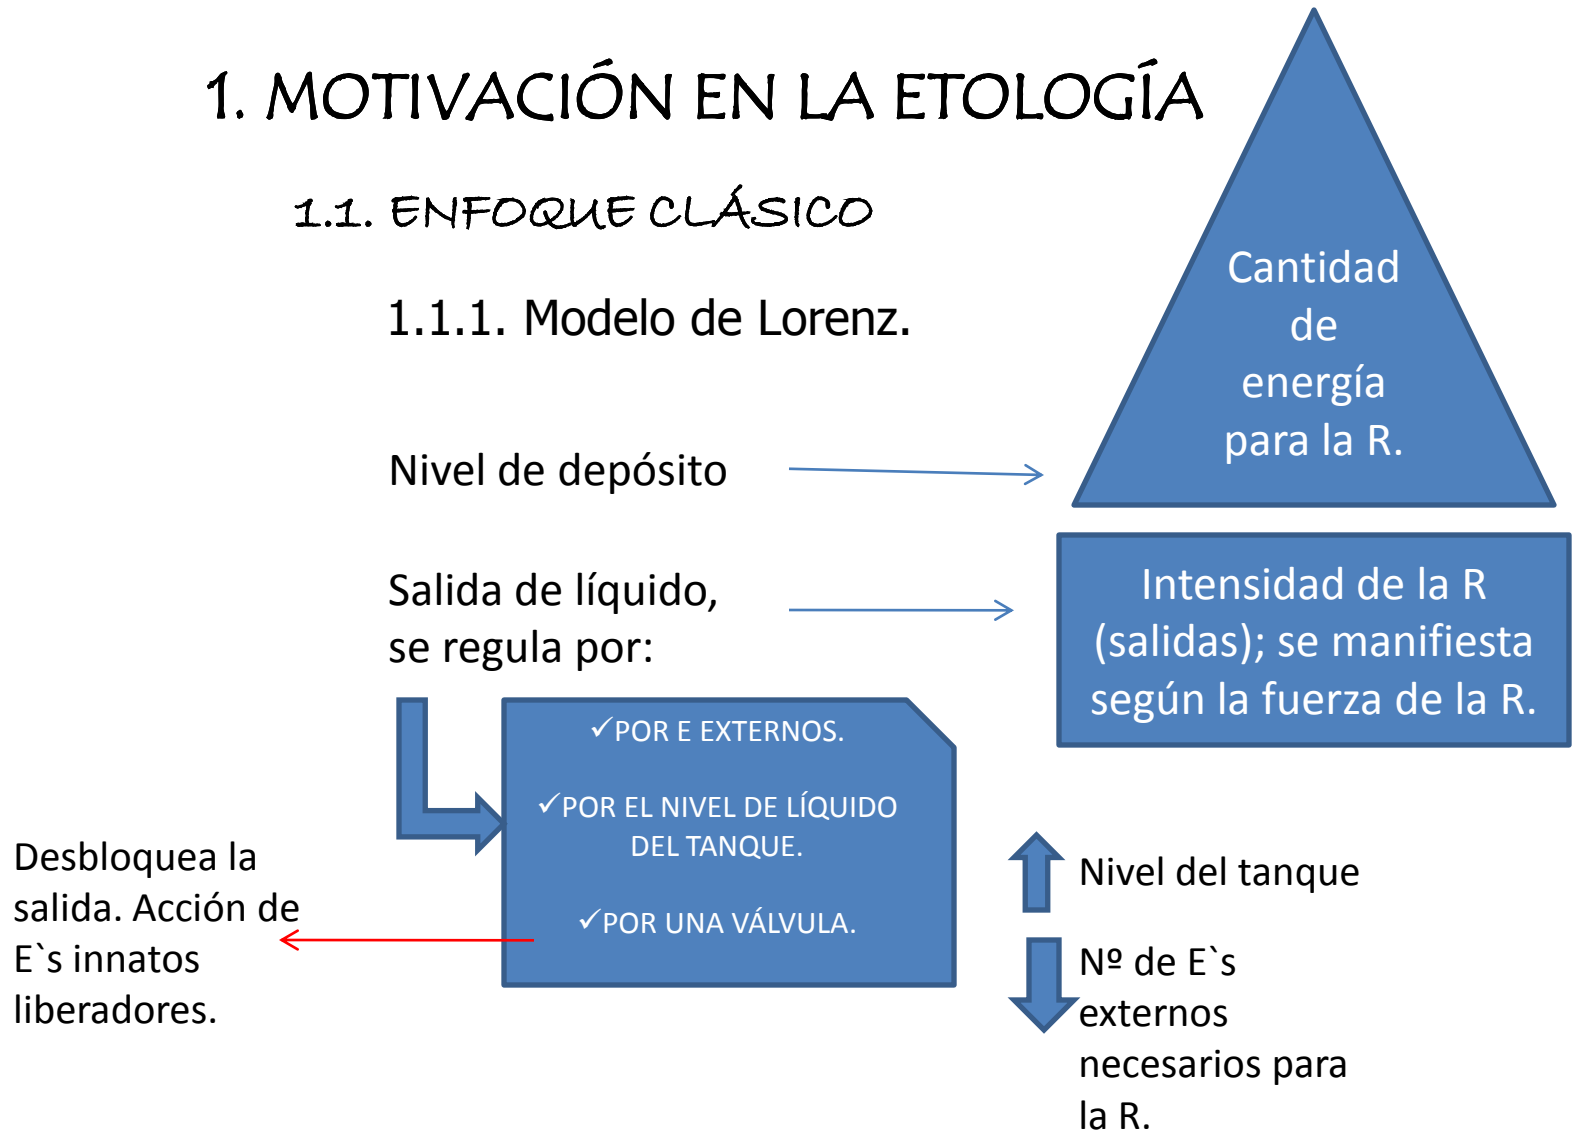 1. MOTIVACIÓN EN LA ETOLOGÍA
1.1. ENFOQUE CLÁSICO
1.1.1. Modelo de Lorenz.
Cantidad
de
energía
para la R.
Nivel de depósito
Salida de líquido,
se regula por:
Intensidad de la R
(salidas); se manifiesta
según la fuerza de la R.
✓POR E EXTERNOS.
✓POR EL NIVEL DE LÍQUIDO
DEL TANQUE.
✓POR UNA VÁLVULA.
Desbloquea la
salida. Acción de
E`s innatos
liberadores.
Nivel del tanque
Nº de E`s
externos
necesarios para
la R.